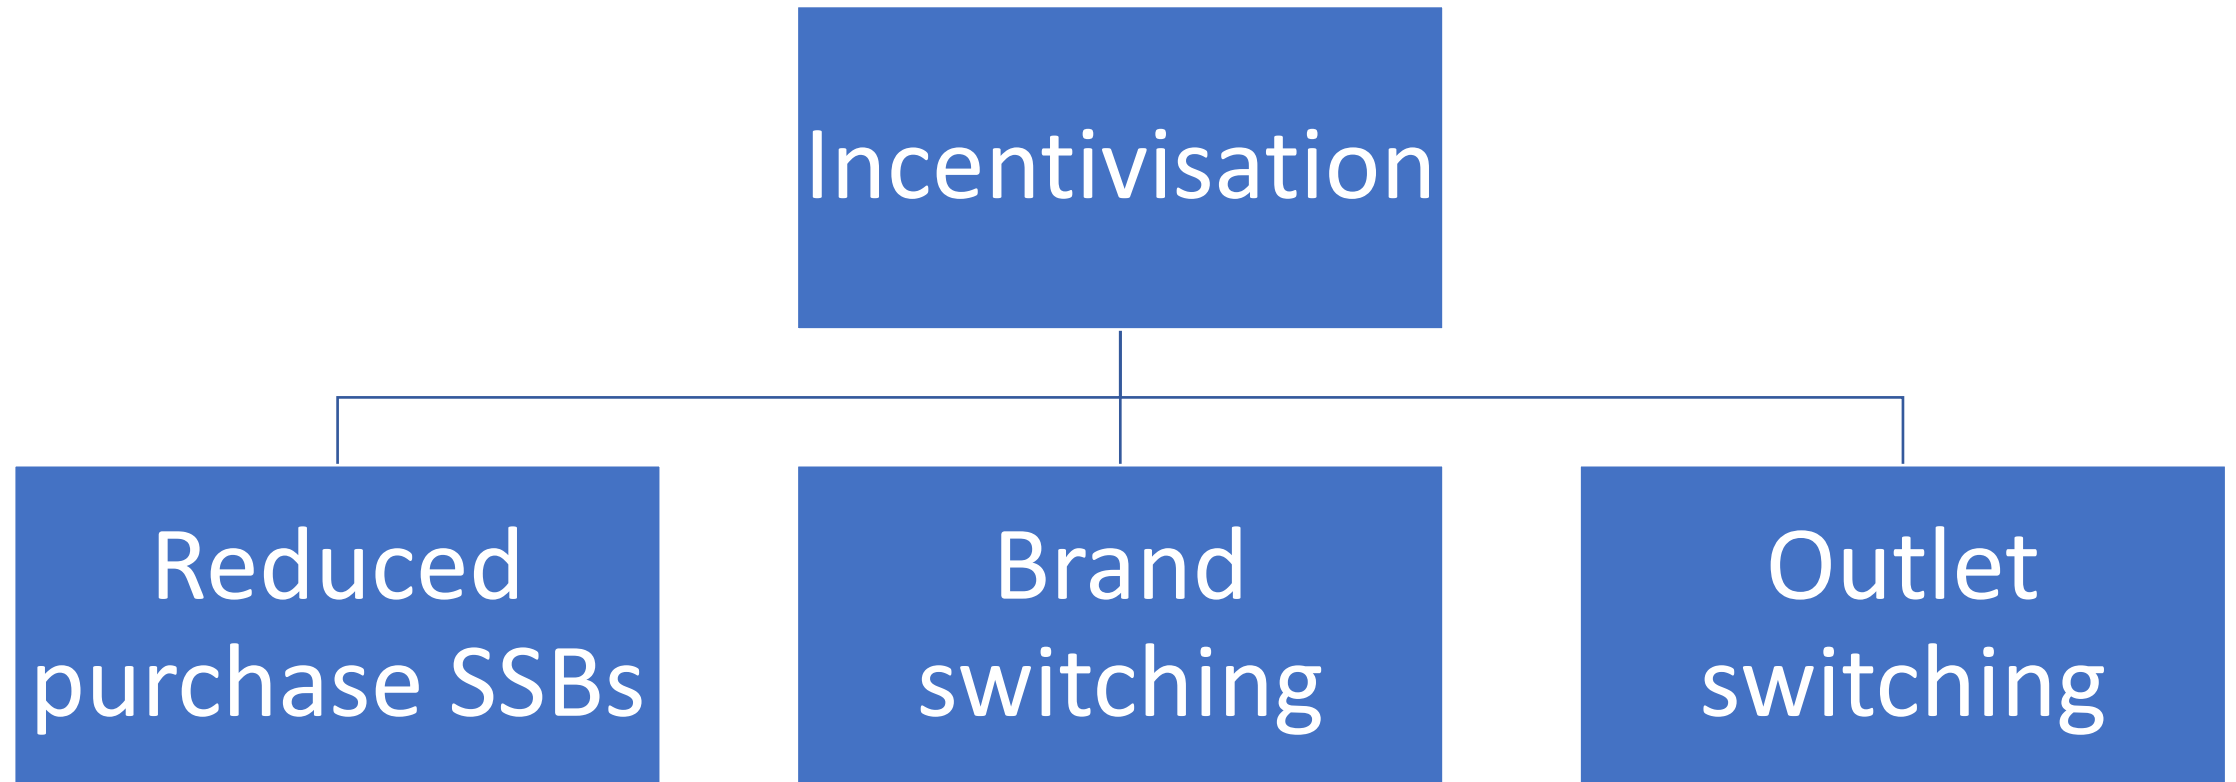 Incentivisation
Reduced
purchase SSBs
Brand
switching
Outlet
switching